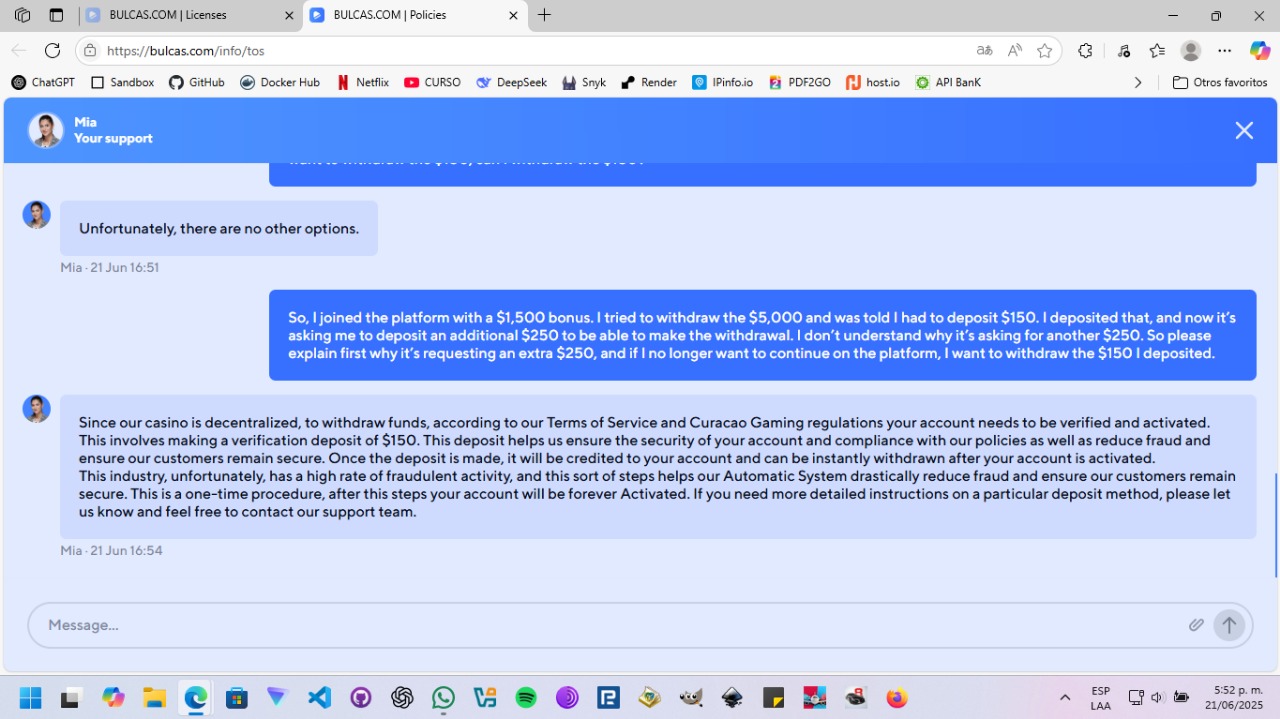 BULCAS.COM | Licenses
BULCAS.COM | Policies
https://bulcas.com/info/tos
ChatGPT
Sandbox
GitHub
Docker Hub
Netflix
CURSO
DeepSeek
Snyk
Render
IPinfo.io
PDF2GO
host.io
API BanK
Otros favoritos
Mia
Your support
Unfortunately, there are no other options.
Mia · 21 Jun 16:51
So, I joined the platform with a $1,500 bonus. I tried to withdraw the $5,000 and was told I had to deposit $150. I deposited that, and now it’s
asking me to deposit an additional $250 to be able to make the withdrawal. I don’t understand why it’s asking for another $250. So please
explain first why it’s requesting an extra $250, and if I no longer want to continue on the platform, I want to withdraw the $150 I deposited.
Since our casino is decentralized, to withdraw funds, according to our Terms of Service and Curacao Gaming regulations your account needs to be verified and activated.
This involves making a verification deposit of $150. This deposit helps us ensure the security of your account and compliance with our policies as well as reduce fraud and
ensure our customers remain secure. Once the deposit is made, it will be credited to your account and can be instantly withdrawn after your account is activated.
This industry, unfortunately, has a high rate of fraudulent activity, and this sort of steps helps our Automatic System drastically reduce fraud and ensure our customers remain
secure. This is a one-time procedure, after this steps your account will be forever Activated. If you need more detailed instructions on a particular deposit method, please let
us know and feel free to contact our support team.
Mia · 21 Jun 16:54
Message...
ESP
LAA
5:52 p. m.
21/06/2025